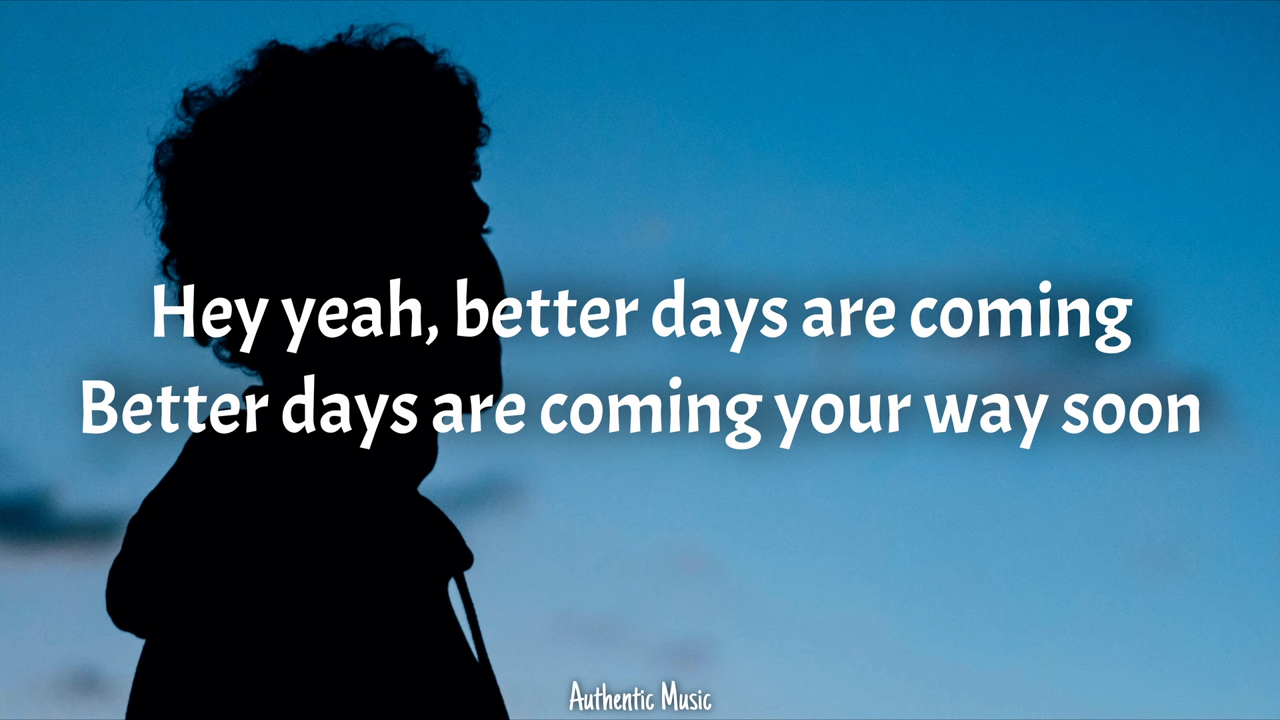 Hey yeah, better days are coming
Better days are coming your way soon
Authentic Music